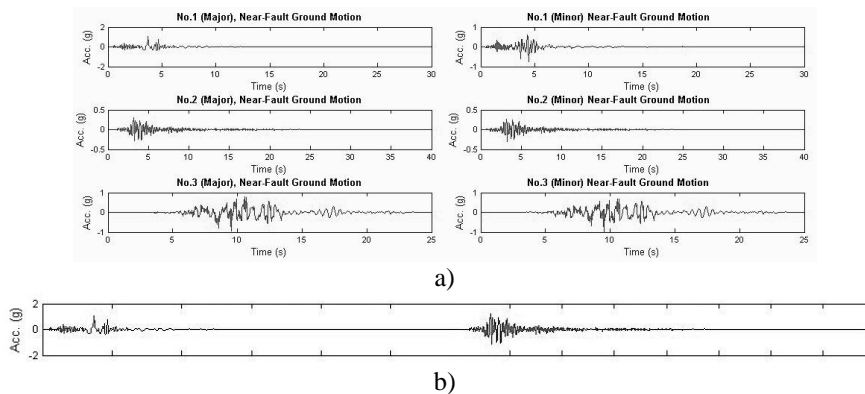 No.1 (Major), Near-Fault Ground Motion
Acc. (g)
2
0
-2
0 5 10 15 20 25 30
Time (s)
No.1 (Minor) Near-Fault Ground Motion
Acc. (g)
1
0
-1
0 5 10 15 20 25 30
Time (s)
No.2 (Major), Near-Fault Ground Motion
Acc. (g)
0.5
0
-0.5
0 5 10 15 20 25 30 35 40
No.2 (Minor) Near-Fault Ground Motion
Acc. (g)
0.5
0
-0.5
0 5 10 15 20 25 30 35 40
No.3 (Major), Near-Fault Ground Motion
Acc. (g)
1
0
-1
0 5 10 15 20 25
Time (s)
No.3 (Minor) Near-Fault Ground Motion
Acc. (g)
1
0
-1
0 5 10 15 20 25
Time (s)
a)
Acc. (g)
2
0
-2
b)